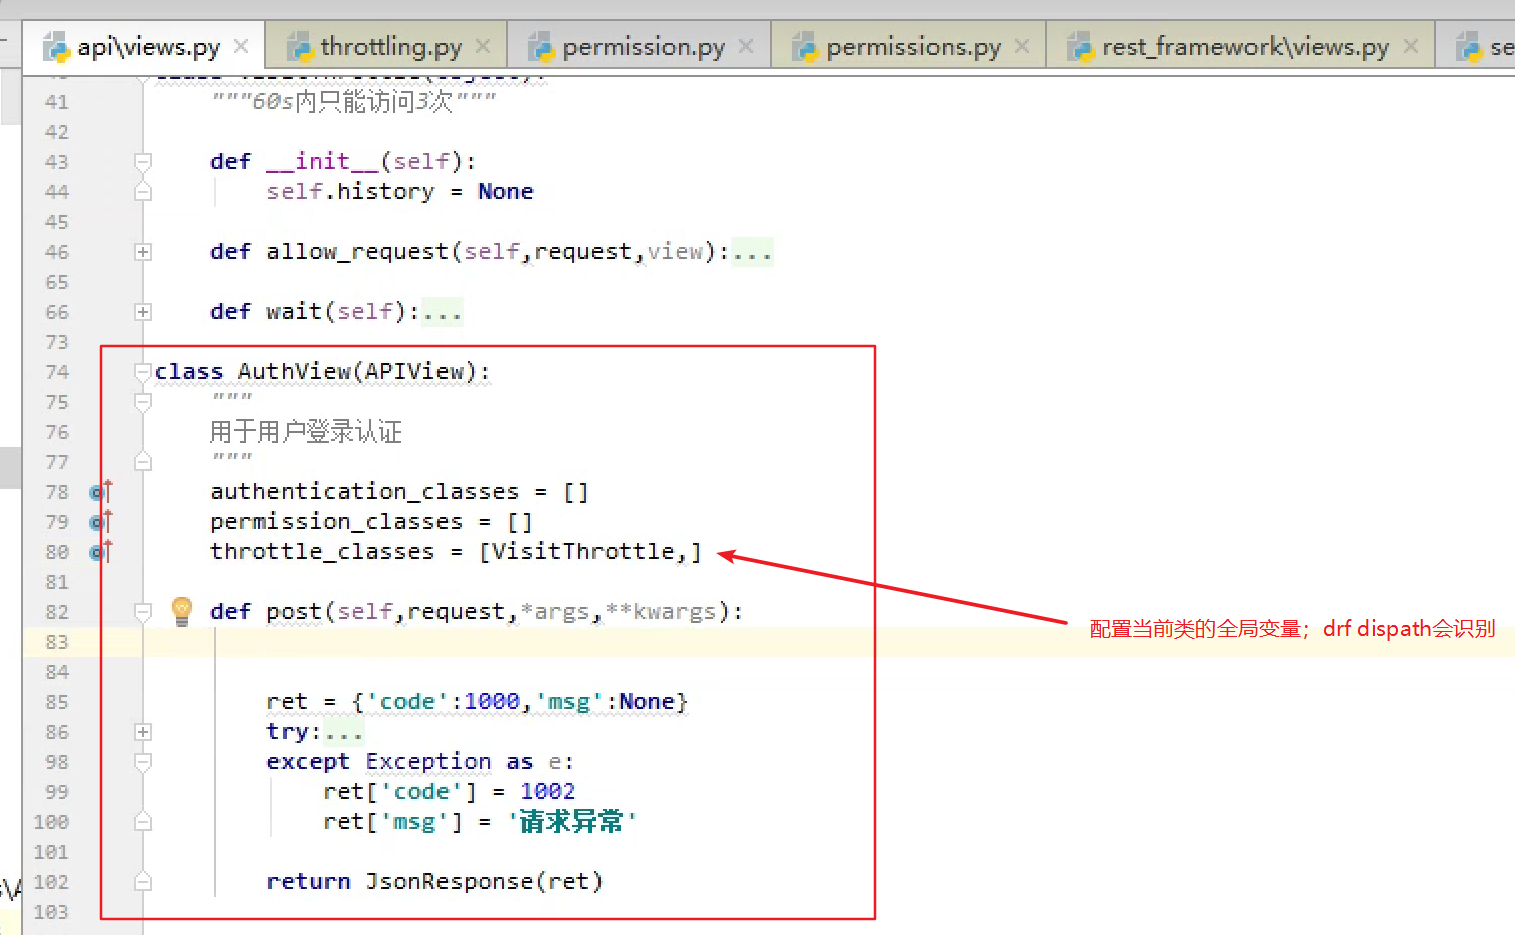 api\views.py throttling.py permission.py permissions.py rest_framework\views.py se
41 """60s内只能访问3次"""
42
43 def __init__(self):
44 self.history = None
45
46 def allow_request(self,request,view):...
65
66 def wait(self):...
73
74 class AuthView(APIView):
75 """
76 用于用户登录认证
77 """
78 authentication_classes = []
79 permission_classes = []
80 throttle_classes = [VisitThrottle,]
81
82 def post(self,request,*args,**kwargs):
配置当前类的全局变量；drf dispath会识别
83
84
85 ret = {'code':1000,'msg':None}
86 try:...
98 except Exception as e:
99 ret['code'] = 1002
100 ret['msg'] = '请求异常'
101
102 return JsonResponse(ret)
103